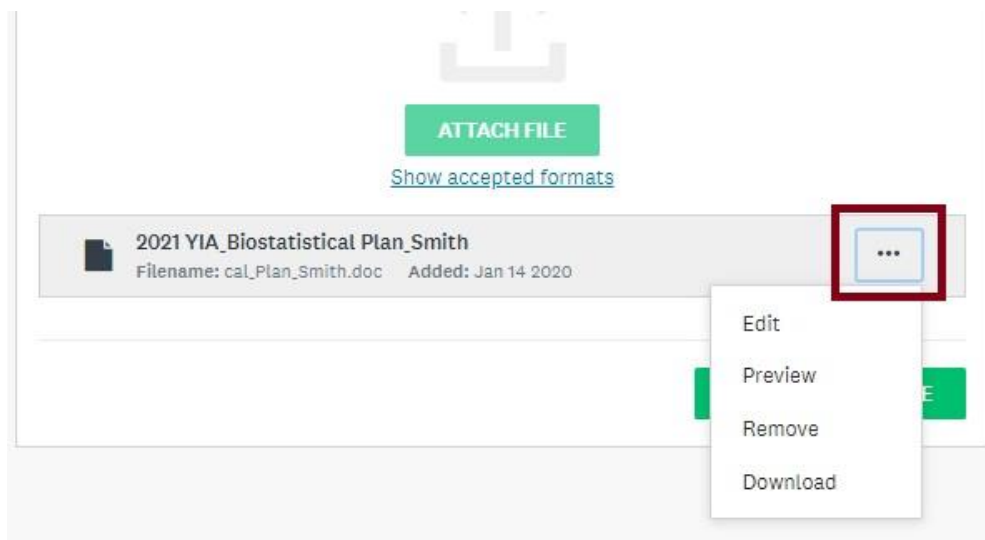 ATTACH FILE
Show accepted formats
2021 YIA_Biostatistical Plan_Smith
Filename: cal_Plan_Smith.doc Added: Jan 14 2020
...
Edit
Preview
E
Remove
Download